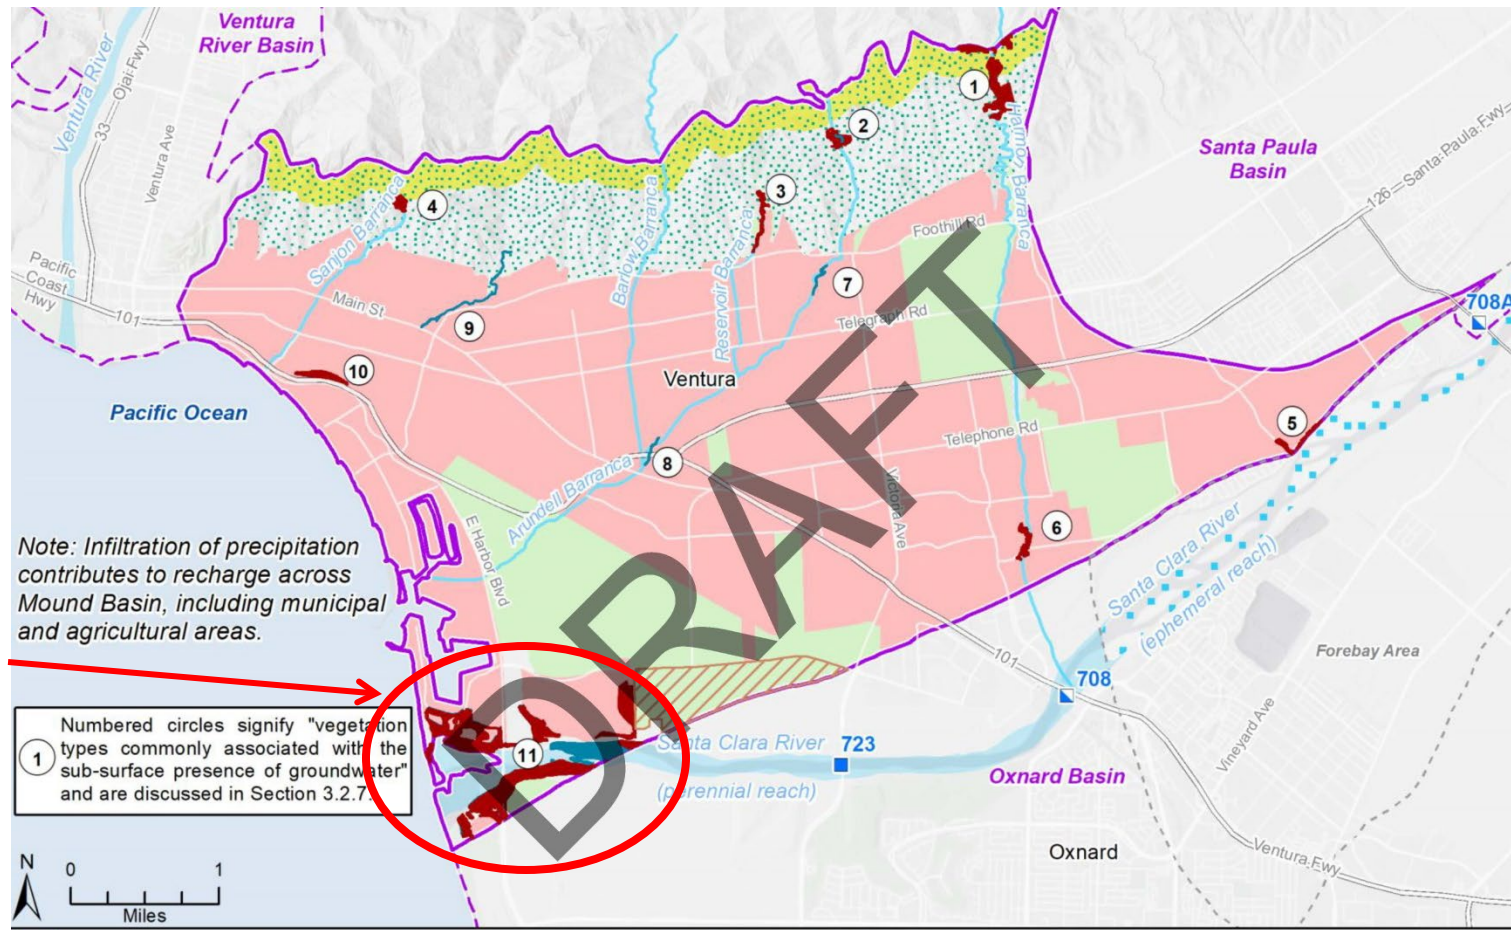 Ventura
River Basin
Ventura River
Ojai Fwy
33
Ventura Ave
1
2
3
4
Hamon Barranca
Santa Paula
Basin
126
Santa Paula Fwy
Sanjon Barranca
Barlow Barranca
Reservoir Barranca
Foothill Rd
Pacific
Coast
Hwy
101
Main St
9
7
Telegraph Rd
708A
10
Ventura
Pacific Ocean
5
Telephone Rd
8
Arundell Barranca
Victoria Ave
6
E Harbor Blvd
Note: Infiltration of precipitation
contributes to recharge across
Mound Basin, including municipal
and agricultural areas.
Santa Clara River
(ephemeral reach)
DRAFT
101
Forebay Area
708
1
Numbered circles signify "vegetation
types commonly associated with the
sub-surface presence of groundwater"
and are discussed in Section 3.2.7.
11
Santa Clara River
723
(perennial reach)
Oxnard Basin
Vineyard Ave
Oxnard
Ventura Fwy
N
0
1
Miles